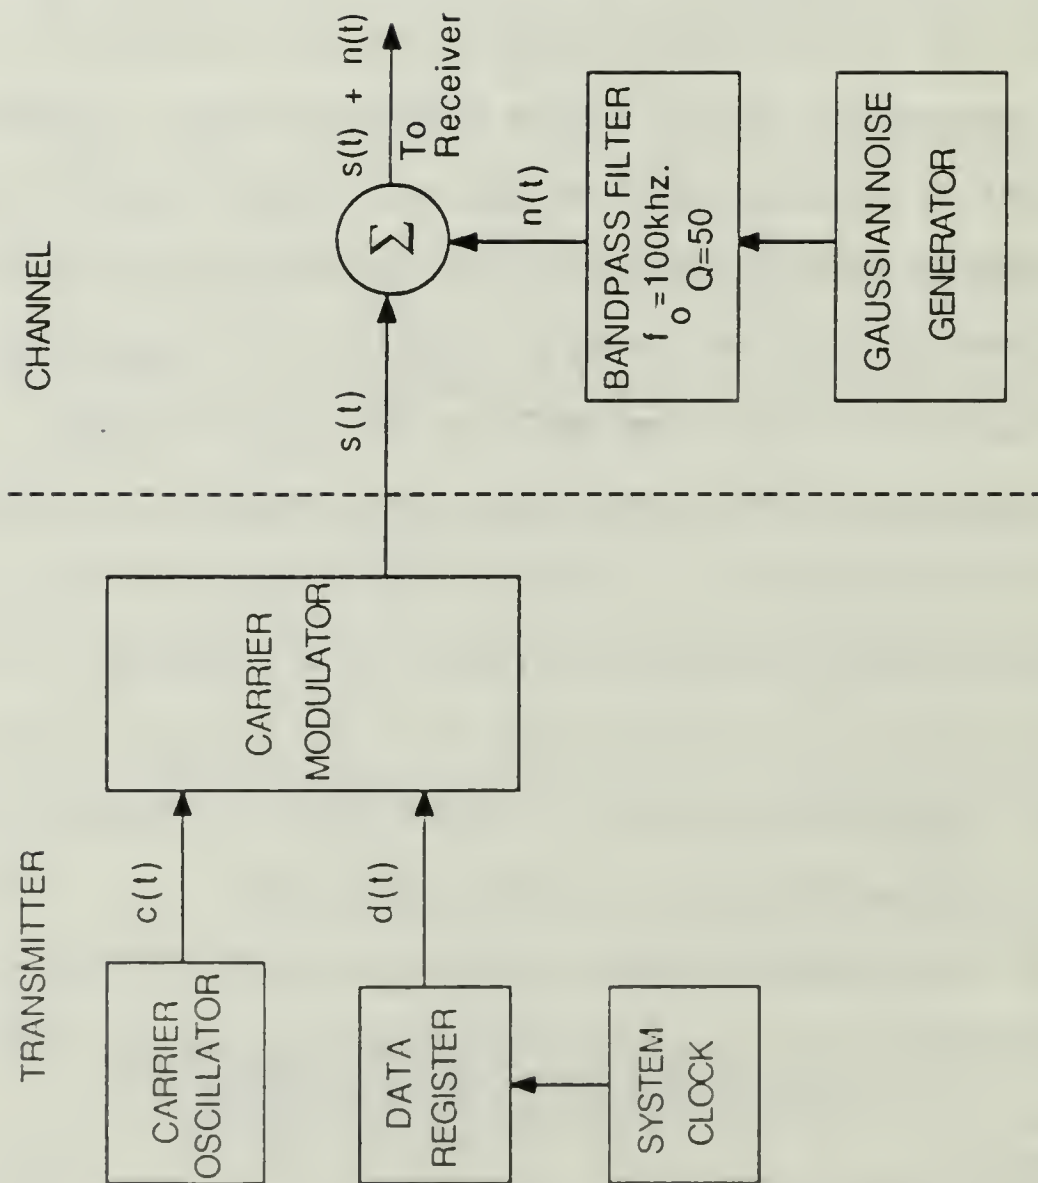 TRANSMITTER
CHANNEL
CARRIER
OSCILLATOR
c(t)
DATA
REGISTER
d(t)
SYSTEM
CLOCK
CARRIER
MODULATOR
s(t)
Σ
s(t) + n(t)
To
Receiver
n(t)
BANDPASS FILTER
fo=100khz.
Q=50
GAUSSIAN NOISE
GENERATOR